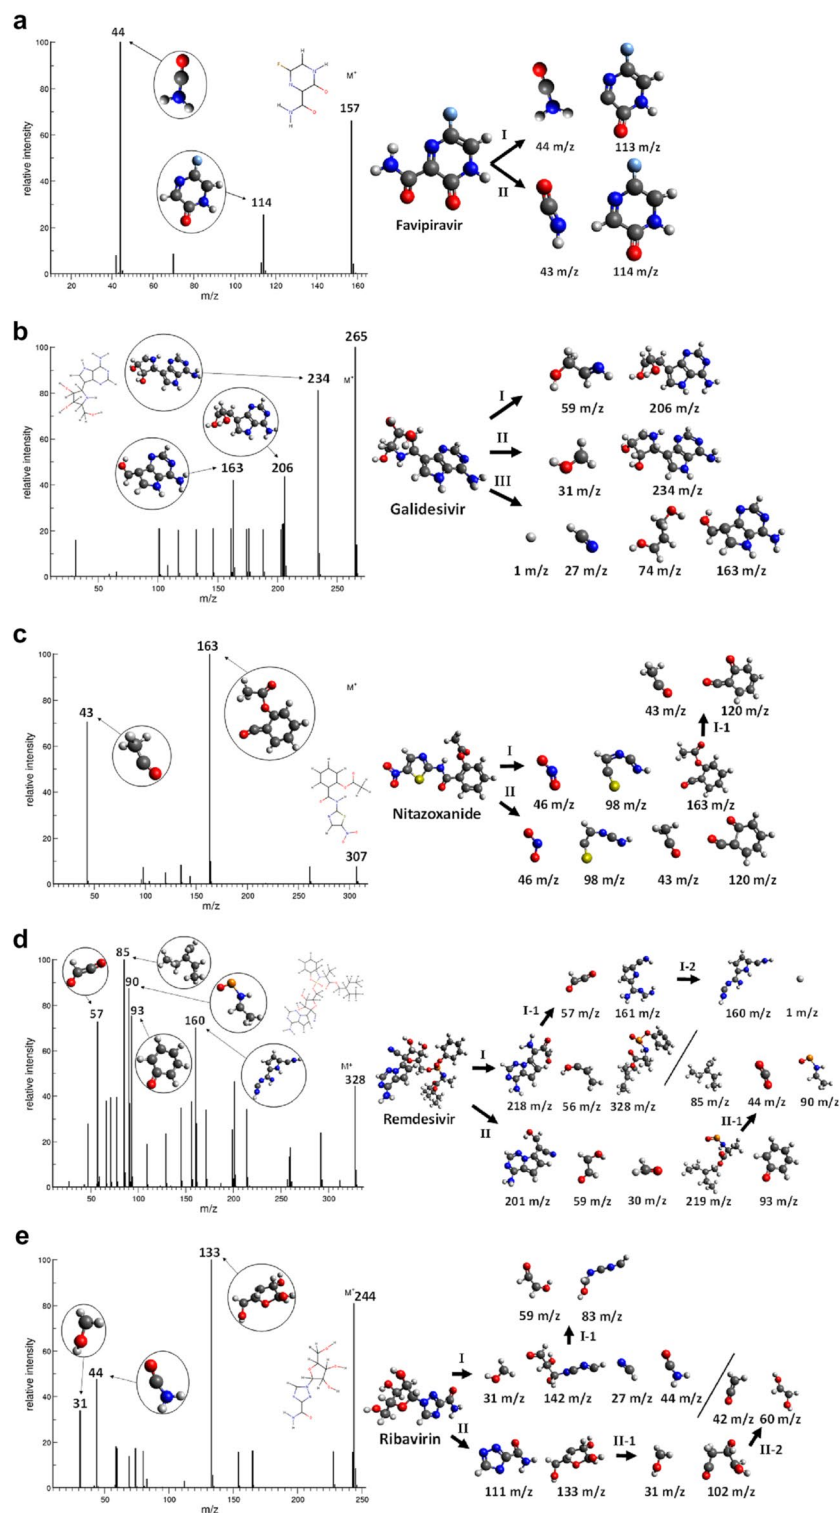 a
100
80
60
40
20
0
relative intensity
44
114
M⁺
157
20 40 60 80 100 120 140 160
m/z
Favipiravir
I
44 m/z 113 m/z
II
43 m/z 114 m/z
b
100
80
60
40
20
0
relative intensity
265
M⁺
234
206
163
50 100 150 200 250
m/z
Galidesivir
I
59 m/z 206 m/z
II
31 m/z 234 m/z
III
1 m/z 27 m/z 74 m/z 163 m/z
c
100
80
60
40
20
0
relative intensity
43
163
M⁺
307
50 100 150 200 250 300
m/z
Nitazoxanide
43 m/z 120 m/z
I-1
I
46 m/z 98 m/z 163 m/z
II
46 m/z 98 m/z 43 m/z 120 m/z
d
100
80
60
40
20
0
relative intensity
57
85
90
93
160
M⁺
328
50 100 150 200 250 300
m/z
Remdesivir
I-1
57 m/z 161 m/z
I-2
160 m/z 1 m/z
I
218 m/z 56 m/z 328 m/z
85 m/z 44 m/z 90 m/z
II-1
II
201 m/z 59 m/z 30 m/z 219 m/z 93 m/z
e
100
80
60
40
20
0
relative intensity
31
44
133
M⁺
244
50 100 150 200 250
m/z
Ribavirin
59 m/z 83 m/z
I-1
I
31 m/z 142 m/z 27 m/z 44 m/z
42 m/z 60 m/z
II
111 m/z 133 m/z
II-1
31 m/z 102 m/z
II-2